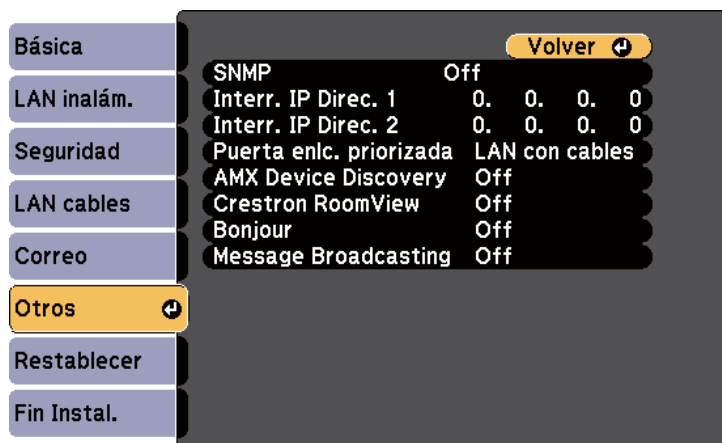 Básica
LAN inalám.
Seguridad
LAN cables
Correo
Otros
Restablecer
Fin Instal.
Volver
SNMP Off
Interr. IP Direc. 1 0. 0. 0. 0
Interr. IP Direc. 2 0. 0. 0. 0
Puerta enlc. priorizada LAN con cables
AMX Device Discovery Off
Crestron RoomView Off
Bonjour Off
Message Broadcasting Off